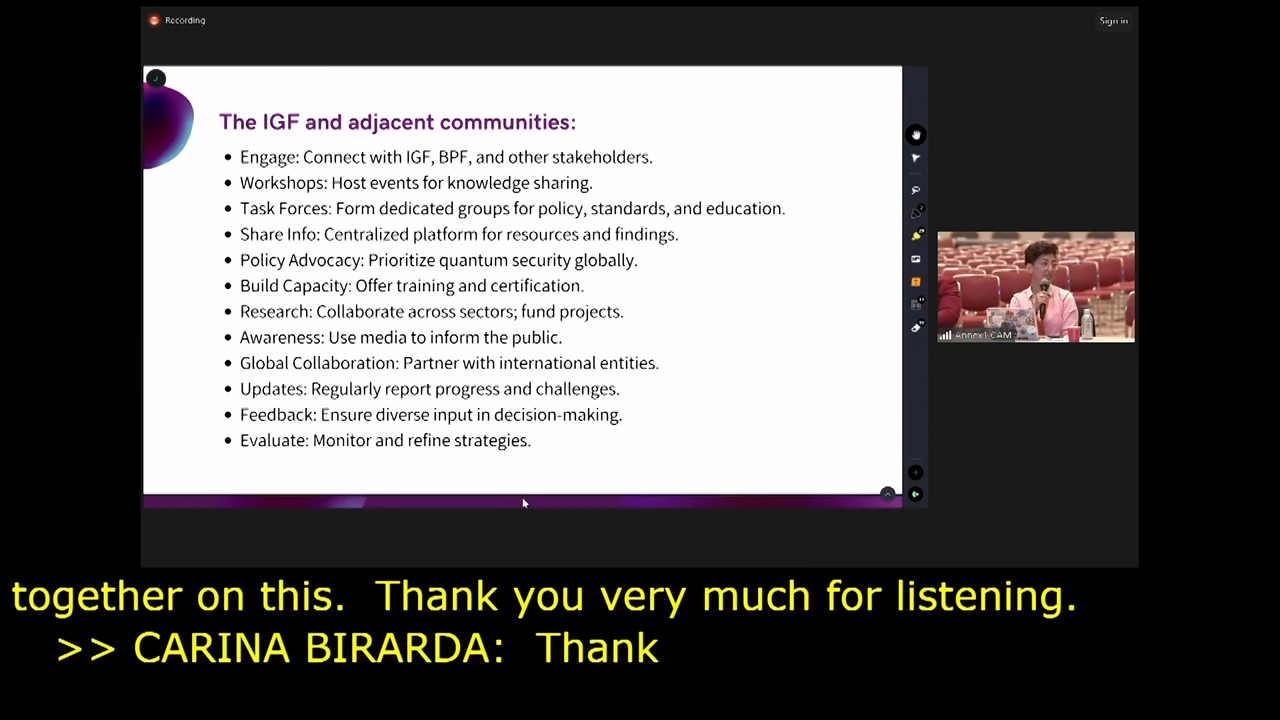 Recording
Sign in
The IGF and adjacent communities:
• Engage: Connect with IGF, BPF, and other stakeholders.
• Workshops: Host events for knowledge sharing.
• Task Forces: Form dedicated groups for policy, standards, and education.
• Share Info: Centralized platform for resources and findings.
• Policy Advocacy: Prioritize quantum security globally.
• Build Capacity: Offer training and certification.
• Research: Collaborate across sectors; fund projects.
• Awareness: Use media to inform the public.
• Global Collaboration: Partner with international entities.
• Updates: Regularly report progress and challenges.
• Feedback: Ensure diverse input in decision-making.
• Evaluate: Monitor and refine strategies.
Annex1 CAM
together on this.  Thank you very much for listening.
>> CARINA BIRARDA:  Thank